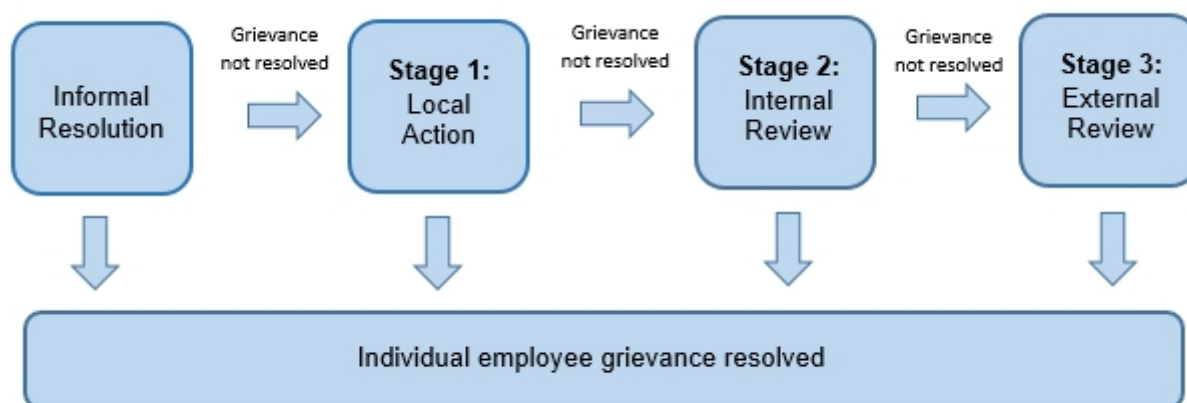 Informal
Resolution
Grievance
not resolved
Stage 1:
Local
Action
Grievance
not resolved
Stage 2:
Internal
Review
Grievance
not resolved
Stage 3:
External
Review
Individual employee grievance resolved